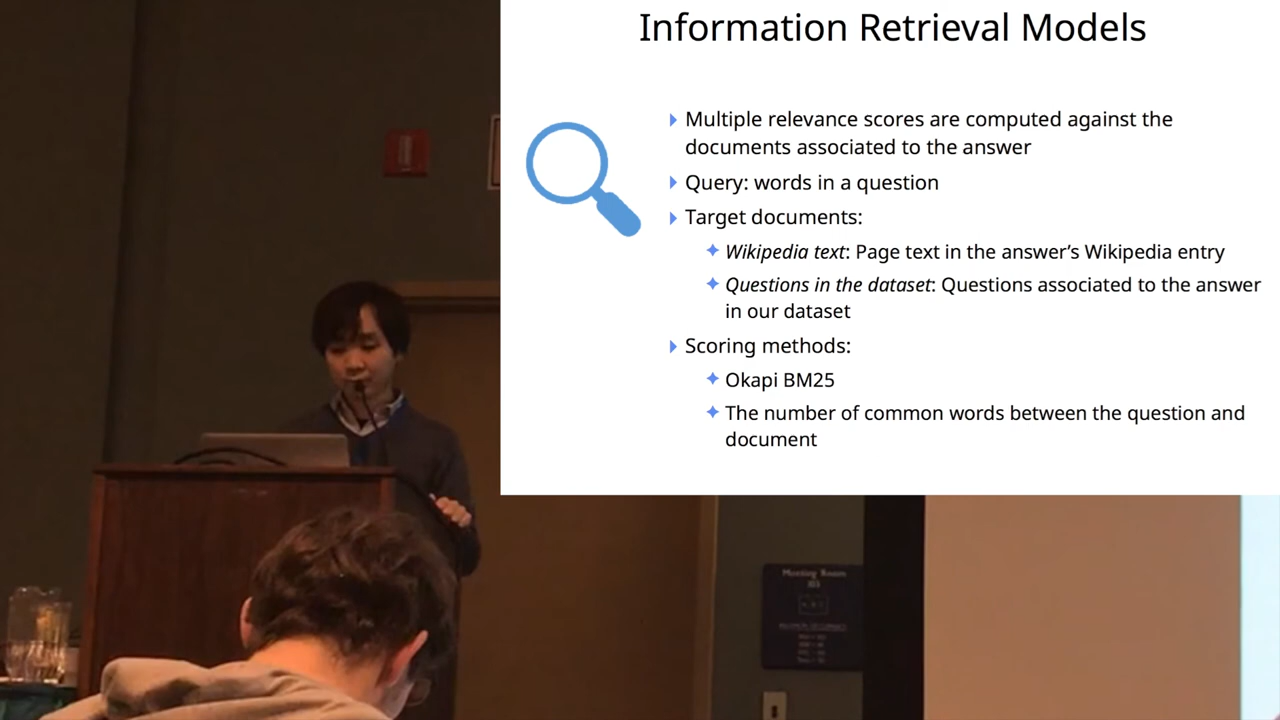 Information Retrieval Models
Multiple relevance scores are computed against the
documents associated to the answer
Query: words in a question
Target documents:
Wikipedia text: Page text in the answer’s Wikipedia entry
Questions in the dataset: Questions associated to the answer
in our dataset
Scoring methods:
Okapi BM25
The number of common words between the question and
document
Meeting Room